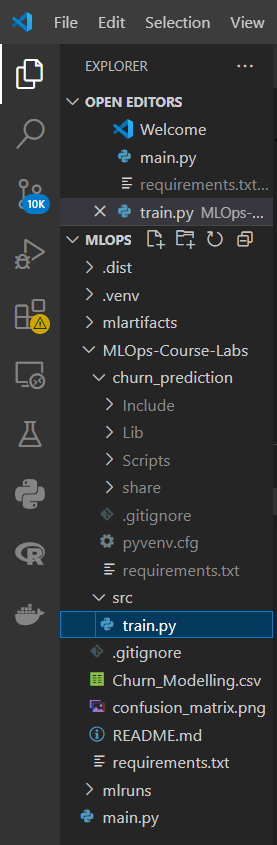 File Edit Selection View
EXPLORER ...
OPEN EDITORS
Welcome
main.py
requirements.txt...
train.py MLOps-...
MLOPS
.dist
.venv
mlartifacts
MLOps-Course-Labs
churn_prediction
Include
Lib
Scripts
share
.gitignore
pyvenv.cfg
requirements.txt
src
train.py
.gitignore
Churn_Modelling.csv
confusion_matrix.png
README.md
requirements.txt
mlruns
main.py
10K
R